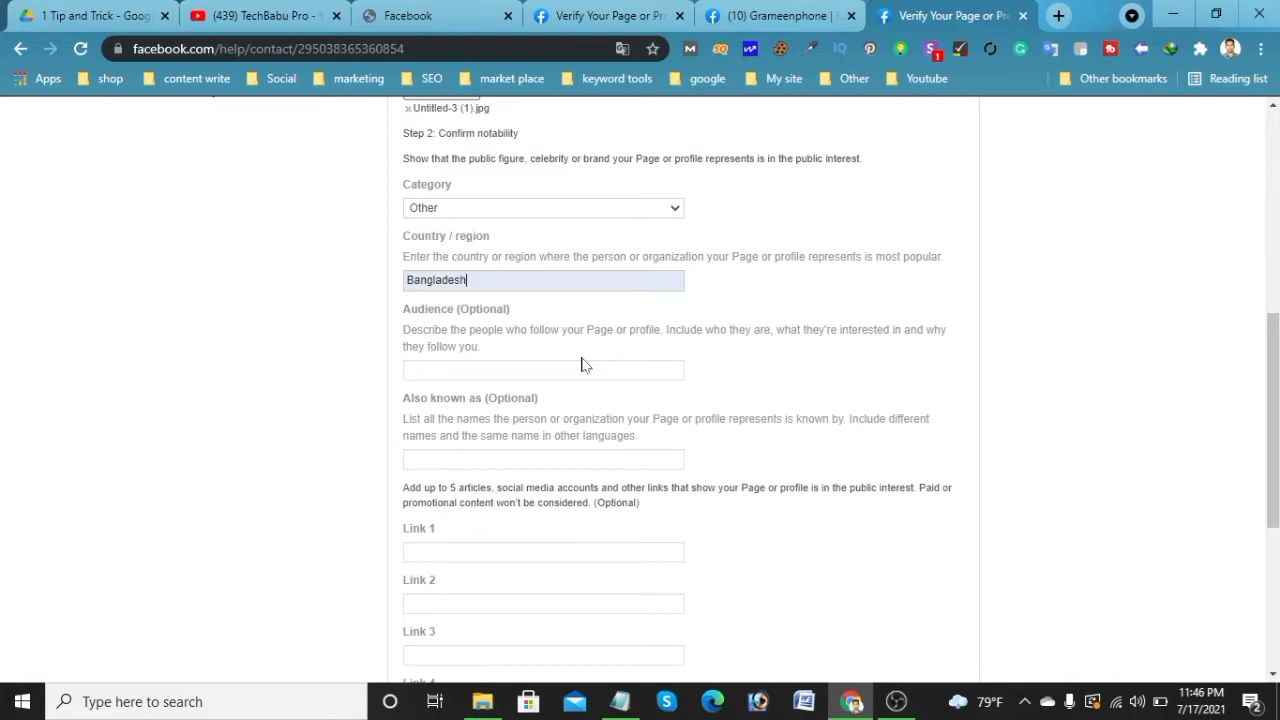 1 Tip and Trick - Goog
(439) TechBabu Pro -
Facebook
Verify Your Page or Pro
(10) Grameenphone |
Verify Your Page or Pro
facebook.com/help/contact/295038365360854
Apps
shop
content write
Social
marketing
SEO
market place
keyword tools
google
My site
Other
Youtube
Other bookmarks
Reading list
Untitled-3 (1).jpg
Step 2: Confirm notability
Show that the public figure, celebrity or brand your Page or profile represents is in the public interest.
Category
Other
Country / region
Enter the country or region where the person or organization your Page or profile represents is most popular.
Bangladesh
Audience (Optional)
Describe the people who follow your Page or profile. Include who they are, what they're interested in and why
they follow you.
Also known as (Optional)
List all the names the person or organization your Page or profile represents is known by. Include different
names and the same name in other languages.
Add up to 5 articles, social media accounts and other links that show your Page or profile is in the public interest. Paid or
promotional content won't be considered. (Optional)
Link 1
Link 2
Link 3
Type here to search
79°F
11:46 PM
7/17/2021
2